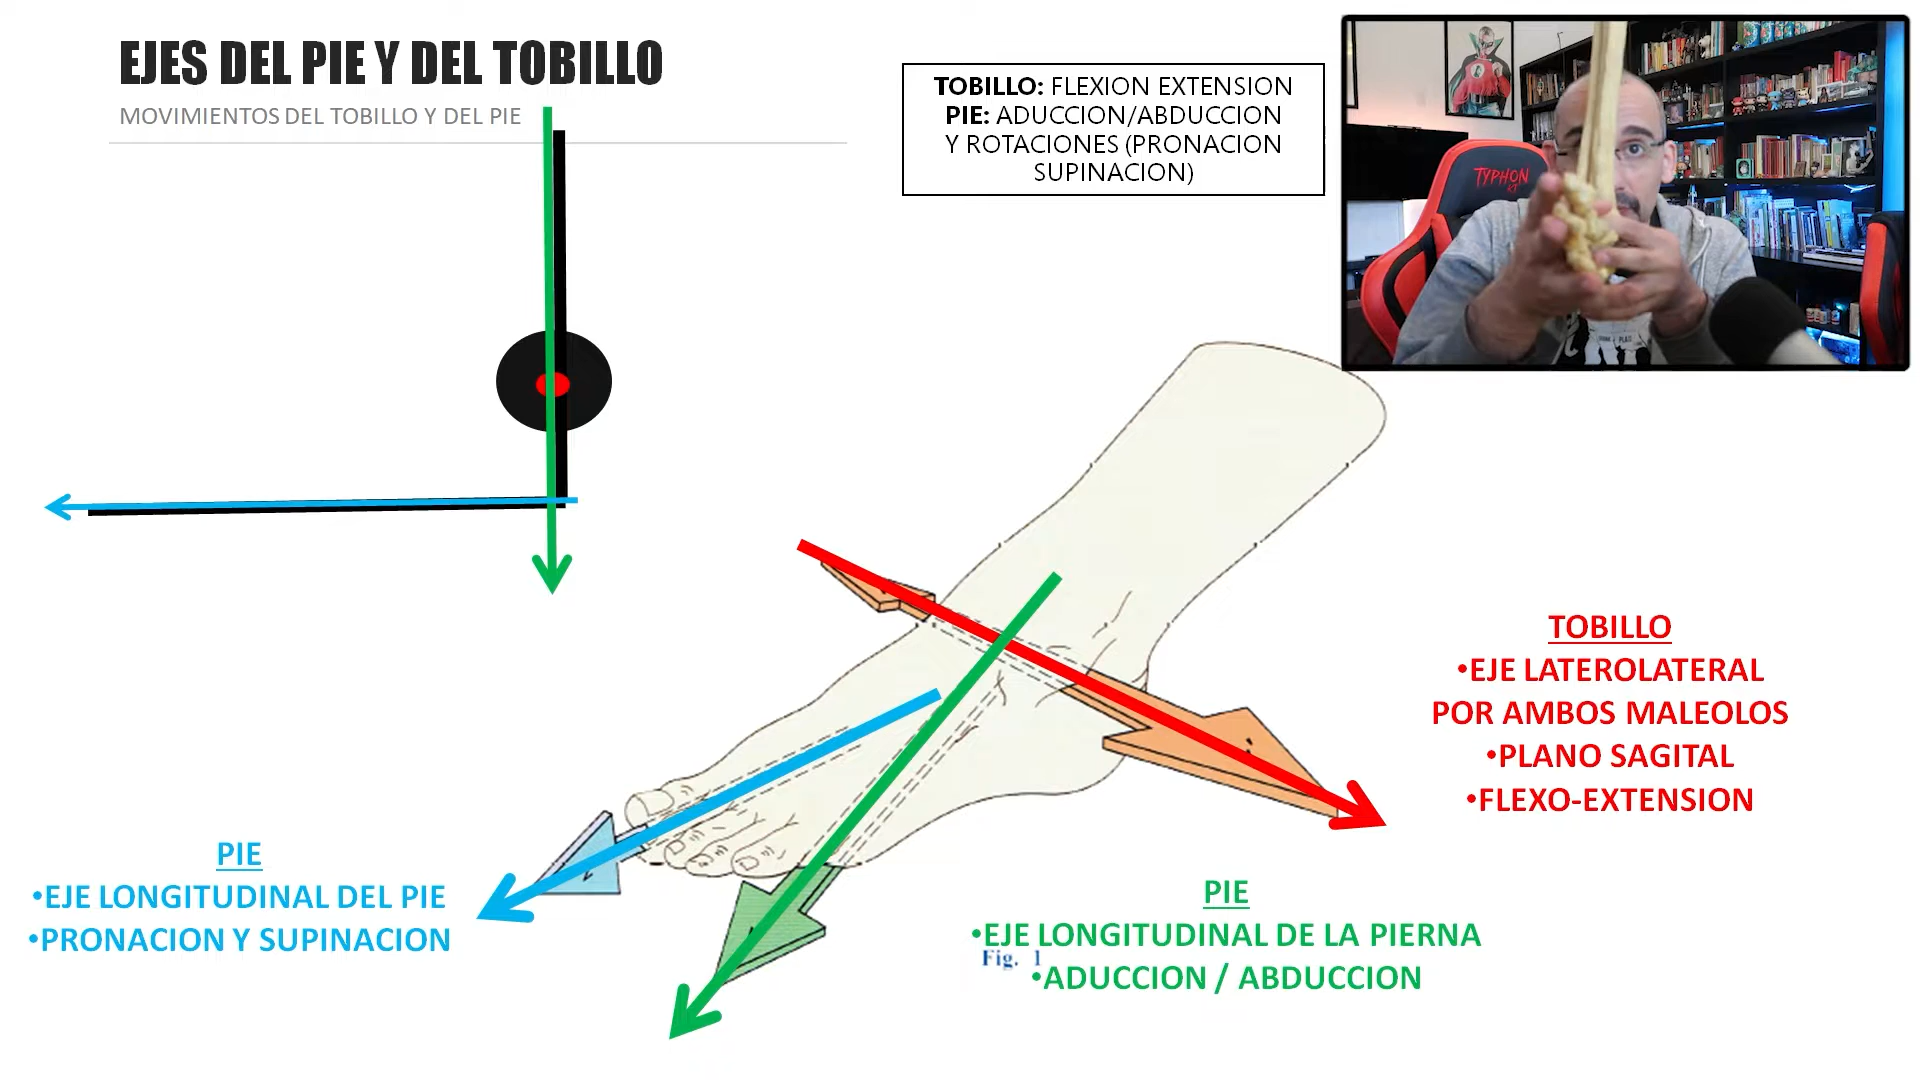 EJES DEL PIE Y DEL TOBILLO
MOVIMIENTOS DEL TOBILLO Y DEL PIE
TOBILLO: FLEXION EXTENSION
PIE: ADUCCION/ABDUCCION
Y ROTACIONES (PRONACION
SUPINACION)
TYPHON
TOBILLO
•EJE LATEROLATERAL
POR AMBOS MALEOLOS
•PLANO SAGITAL
•FLEXO-EXTENSION
PIE
•EJE LONGITUDINAL DEL PIE
•PRONACION Y SUPINACION
PIE
•EJE LONGITUDINAL DE LA PIERNA
Fig. 1
•ADUCCION / ABDUCCION